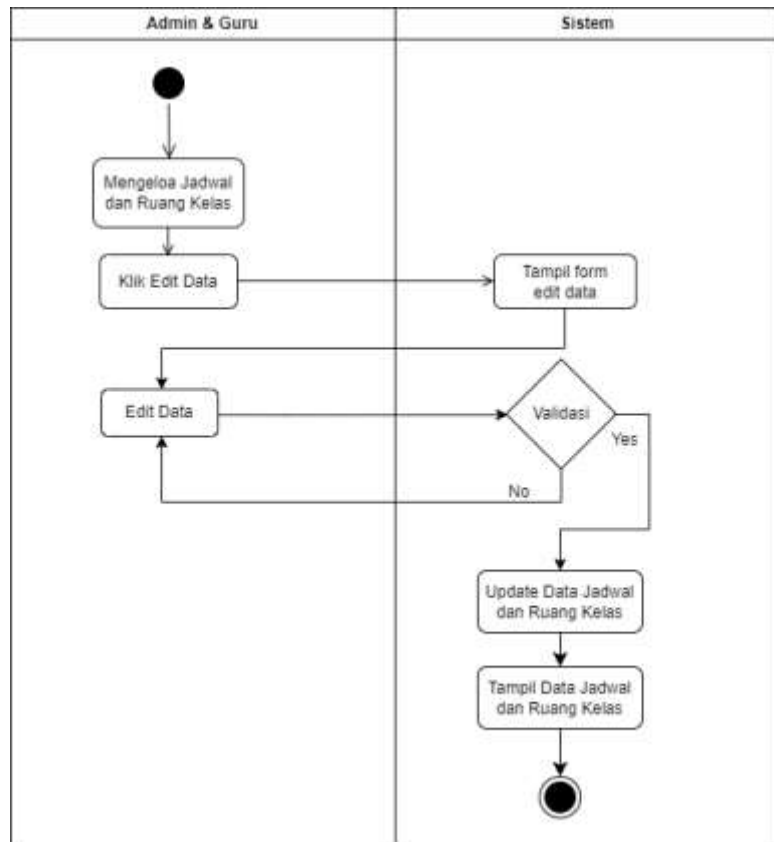 Admin & Guru
Sistem
Mengeloa Jadwal
dan Ruang Kelas
Klik Edit Data
Tampil form
edit data
Edit Data
Validasi
Yes
No
Update Data Jadwal
dan Ruang Kelas
Tampil Data Jadwal
dan Ruang Kelas